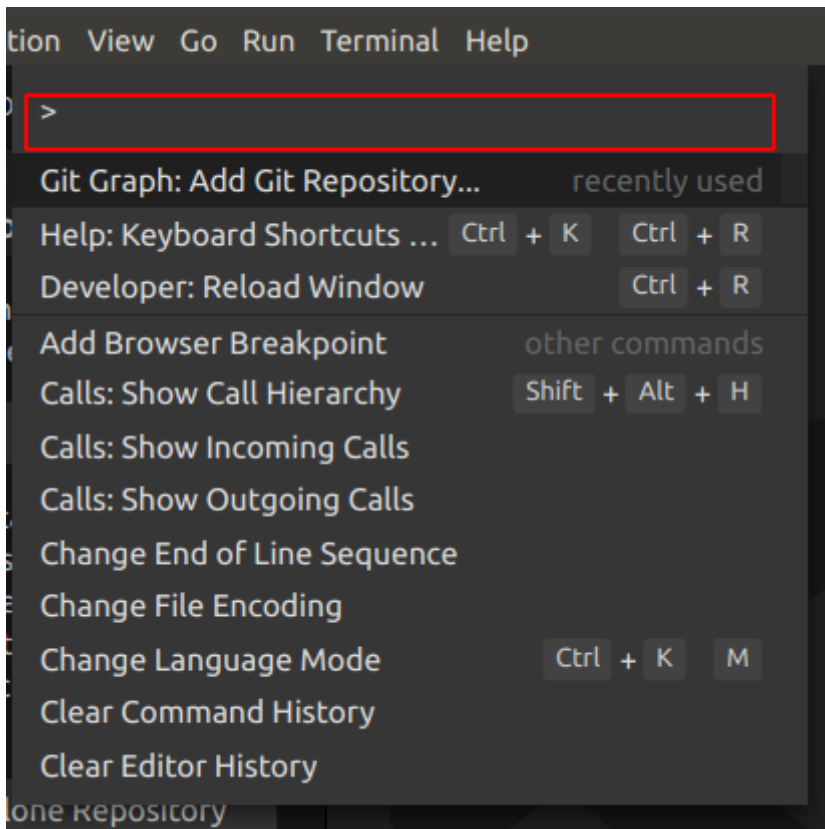 tion View Go Run Terminal Help
>
Git Graph: Add Git Repository... recently used
Help: Keyboard Shortcuts ... Ctrl + K Ctrl + R
Developer: Reload Window Ctrl + R
Add Browser Breakpoint other commands
Calls: Show Call Hierarchy Shift + Alt + H
Calls: Show Incoming Calls
Calls: Show Outgoing Calls
Change End of Line Sequence
Change File Encoding
Change Language Mode Ctrl + K M
Clear Command History
Clear Editor History
lone Repository